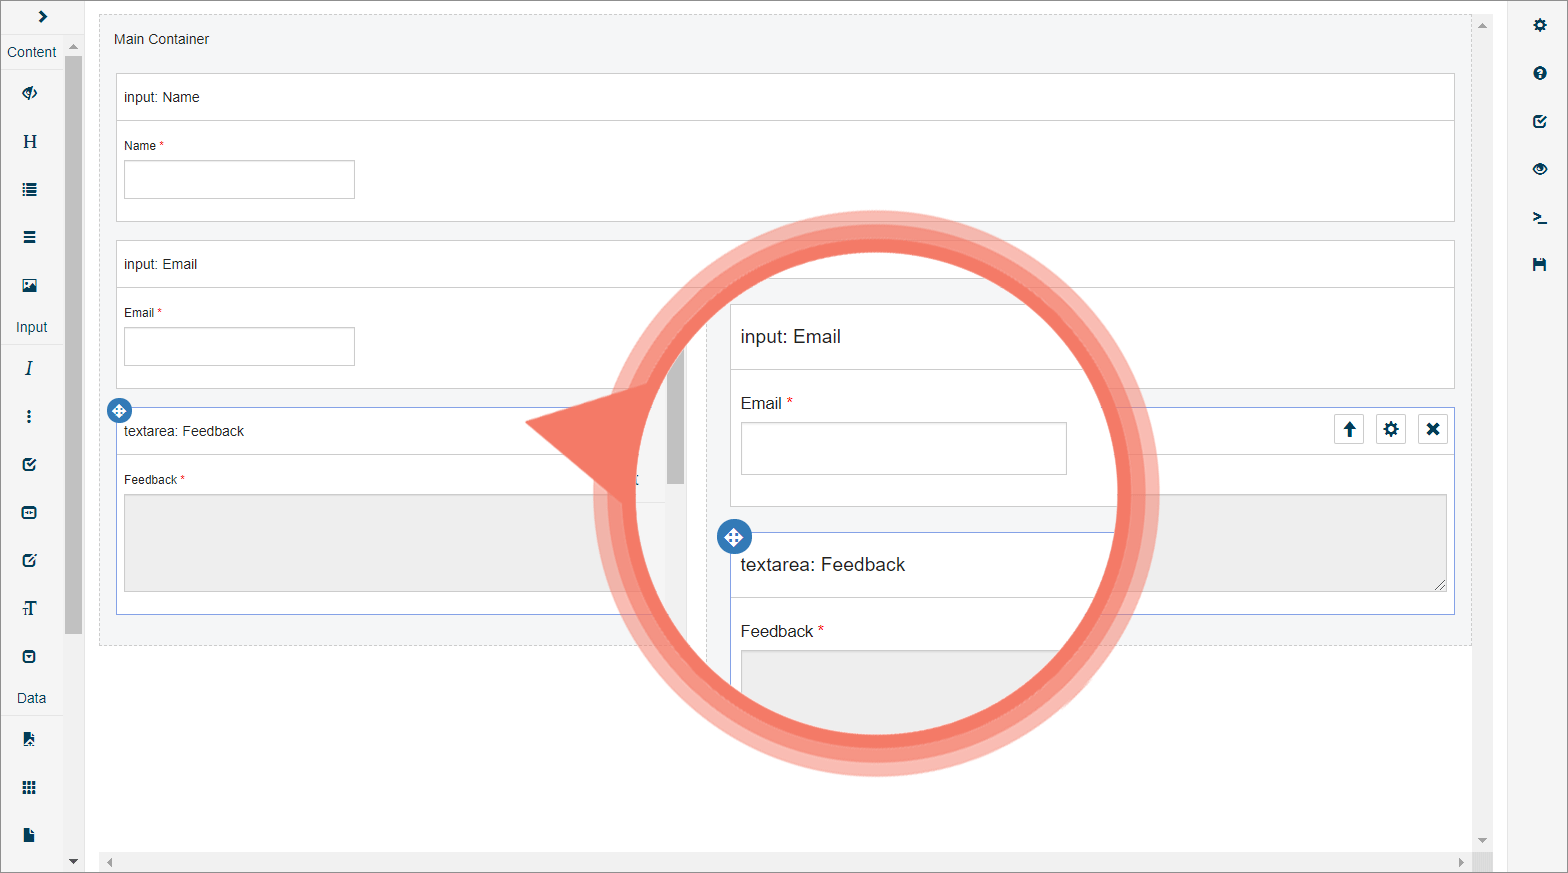 Content
H
Input
I
Data
Main Container
input: Name
Name *
input: Email
Email *
textarea: Feedback
Feedback *
input: Email
Email *
textarea: Feedback
Feedback *